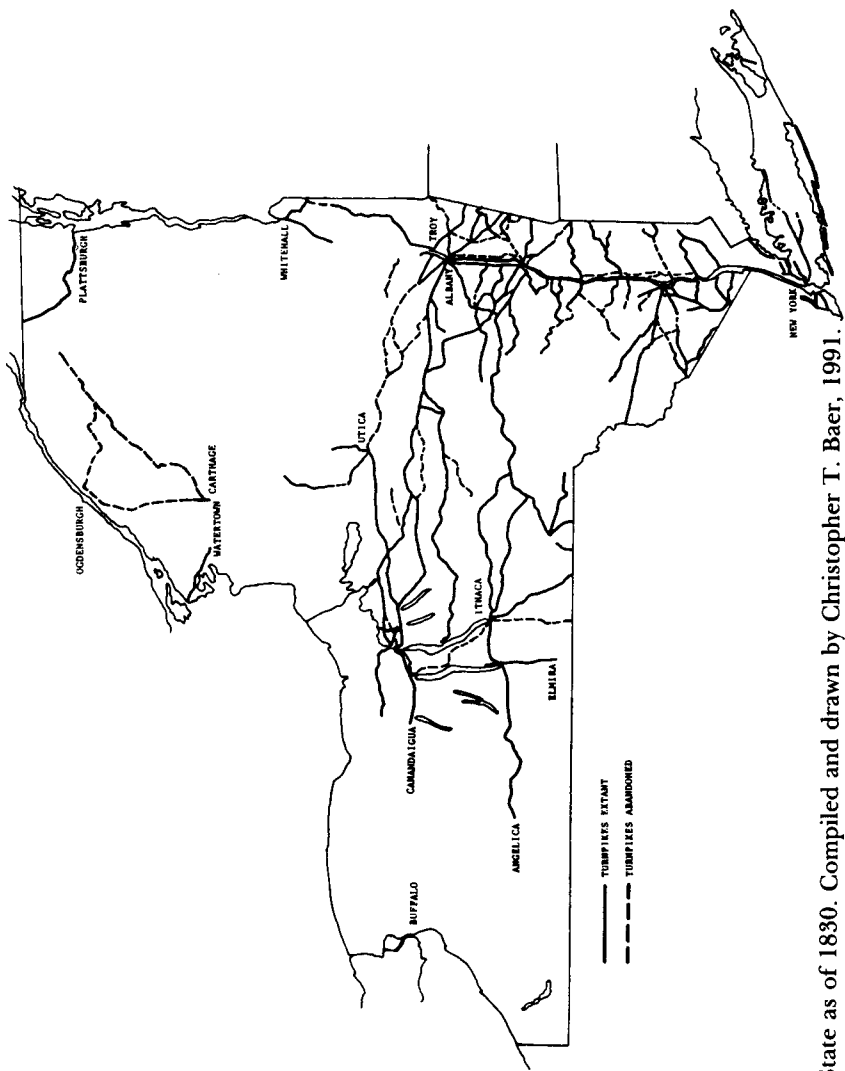 PLATTSBURGH
OGDENSBURGH
WATERTOWN
CARTHAGE
WHITEHALL
UTICA
TROY
ALBANY
BUFFALO
CANANDAIGUA
ITHACA
ANGELICA
ELMIRA
NEW YORK
TURNPIKES EXTANT
TURNPIKES ABANDONED
State as of 1830. Compiled and drawn by Christopher T. Baer, 1991.